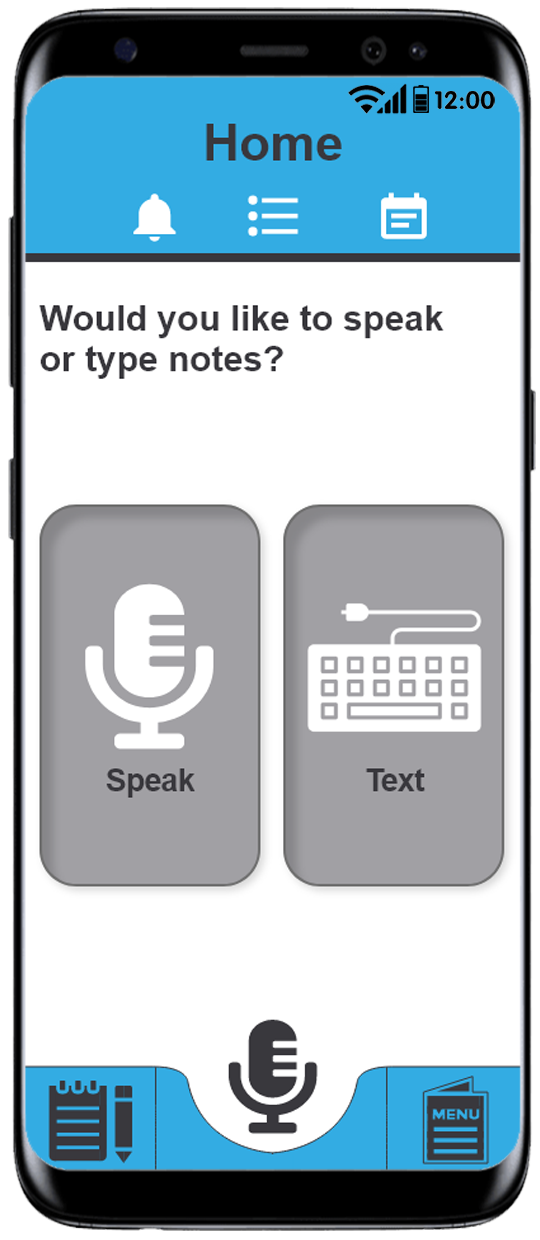 12:00
Home
Would you like to speak
or type notes?
Speak
Text
MENU